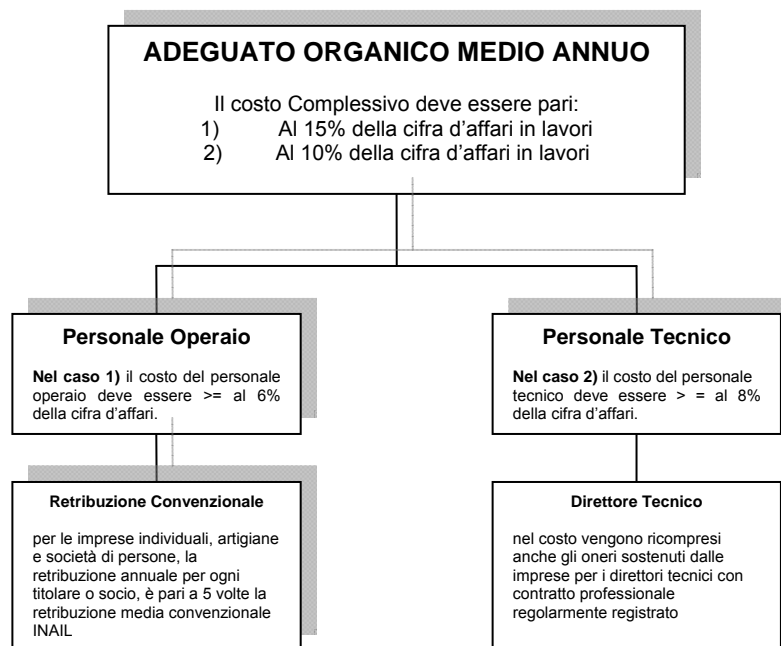 ADEGUATO ORGANICO MEDIO ANNUO
Il costo Complessivo deve essere pari:
1) Al 15% della cifra d'affari in lavori
2) Al 10% della cifra d'affari in lavori
Personale Operaio
Nel caso 1) il costo del personale
operaio deve essere >= al 6%
della cifra d'affari.
Personale Tecnico
Nel caso 2) il costo del personale
tecnico deve essere > = al 8%
della cifra d'affari.
Retribuzione Convenzionale
per le imprese individuali, artigiane
e società di persone, la
retribuzione annuale per ogni
titolare o socio, è pari a 5 volte la
retribuzione media convenzionale
INAIL
Direttore Tecnico
nel costo vengono ricompresi
anche gli oneri sostenuti dalle
imprese per i direttori tecnici con
contratto professionale
regolarmente registrato